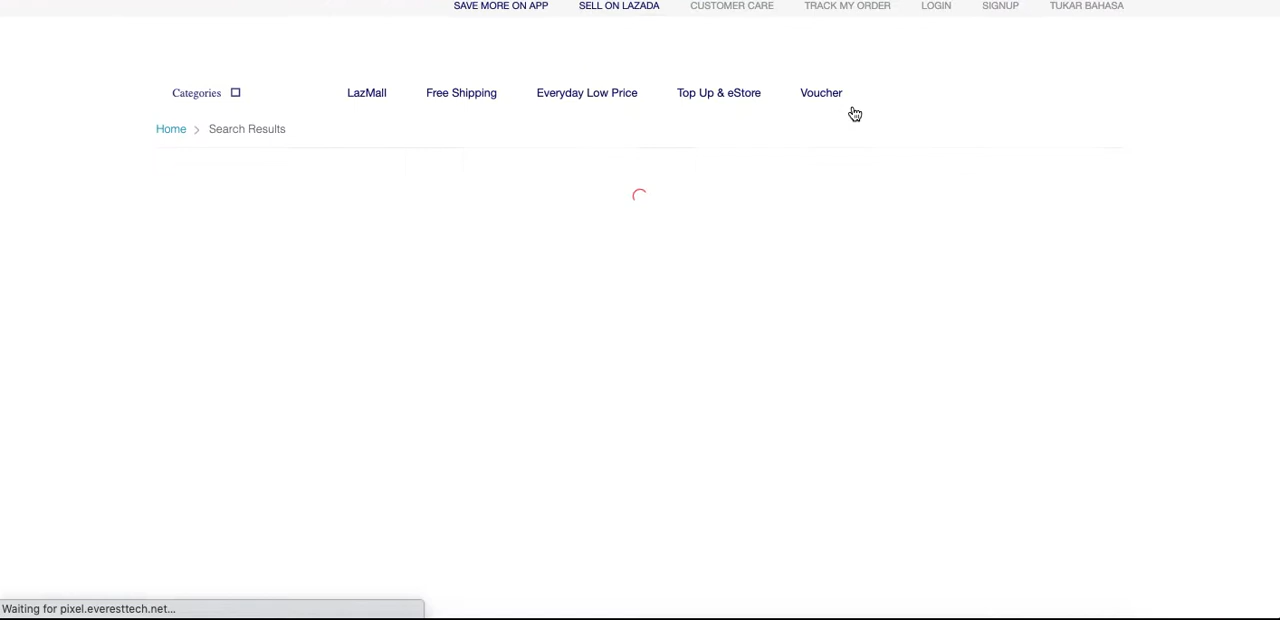 SAVE MORE ON APP SELL ON LAZADA CUSTOMER CARE TRACK MY ORDER LOGIN SIGNUP TUKAR BAHASA
Categories LazMall Free Shipping Everyday Low Price Top Up & eStore Voucher
Home > Search Results
Waiting for pixel.everesttech.net...